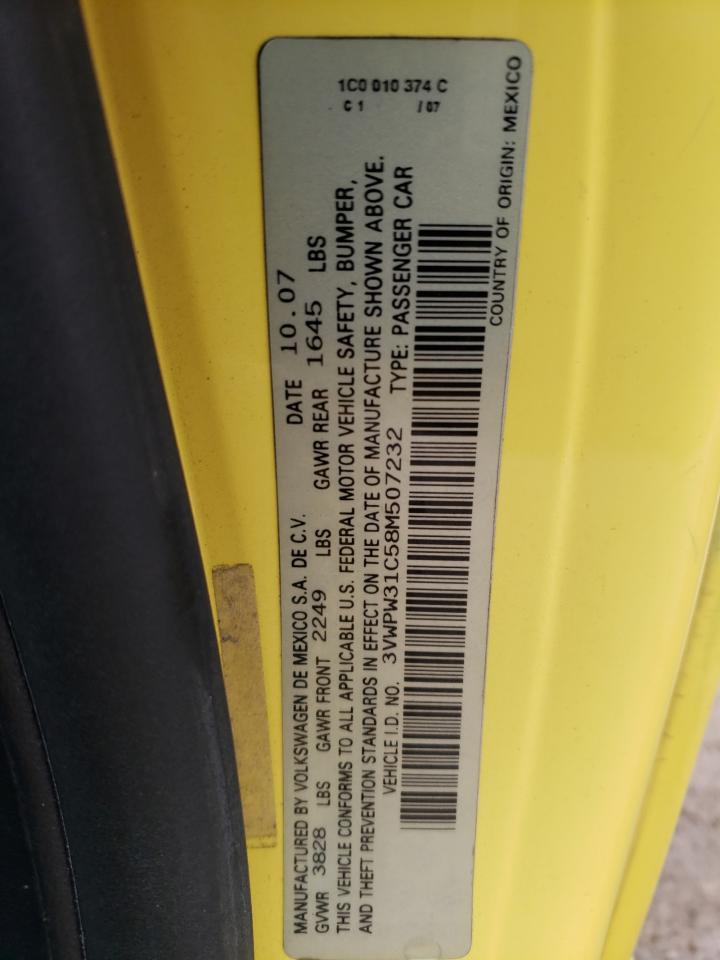 MANUFACTURED BY VOLKSWAGEN DE MEXICO S.A. DE C.V. DATE 10.07
GVWR 3828 LBS GAWR FRONT 2249 LBS GAWR REAR 1645 LBS
THIS VEHICLE CONFORMS TO ALL APPLICABLE U.S. FEDERAL MOTOR VEHICLE SAFETY, BUMPER,
AND THEFT PREVENTION STANDARDS IN EFFECT ON THE DATE OF MANUFACTURE SHOWN ABOVE.
VEHICLE I.D. NO. 3VWPW31C58M507232 TYPE: PASSENGER CAR
COUNTRY OF ORIGIN: MEXICO
1C0 010 374 C
C 1 / 07